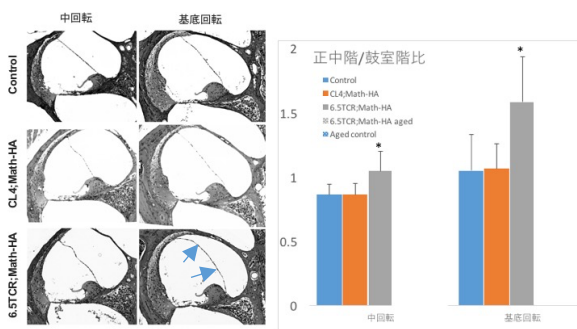 中回転 基底回転
Control
CL4;Math-HA
6.5TCR;Math-HA
正中階/鼓室階比
Control
CL4;Math-HA
6.5TCR;Math-HA
6.5TCR;Math-HA aged
Aged control
2
1.5
1
0.5
0
*
*
中回転 基底回転